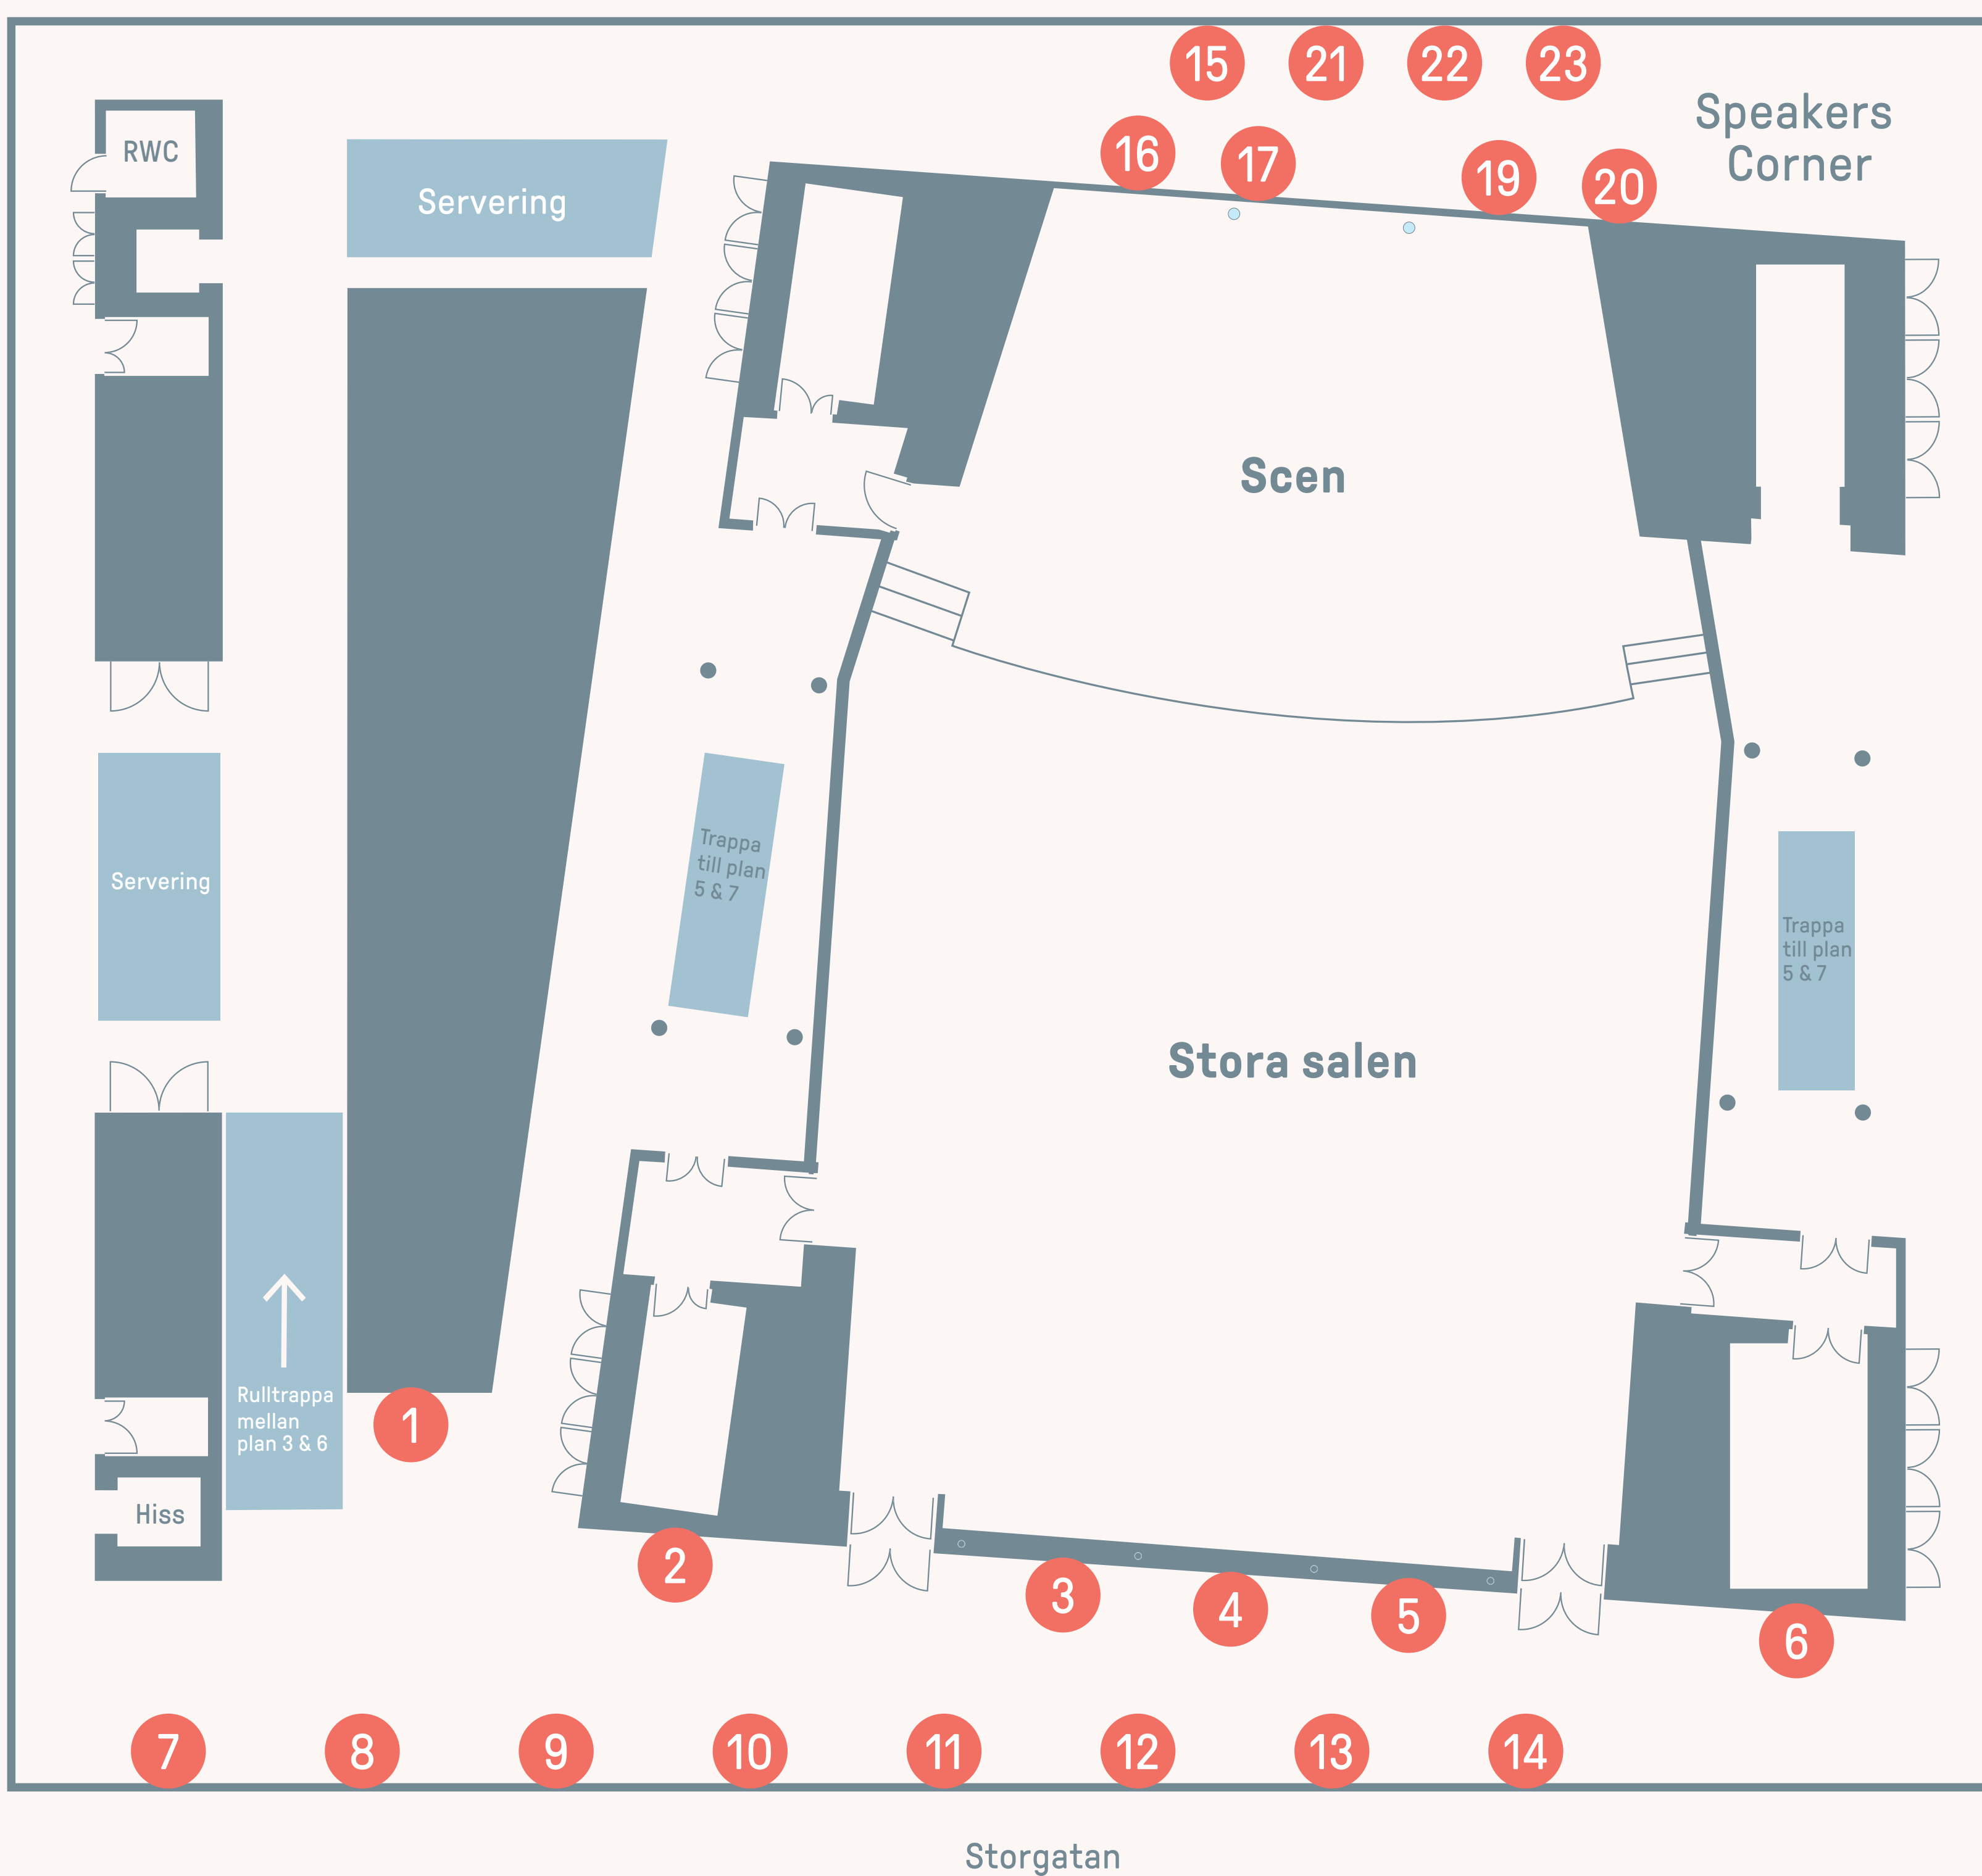 15
21
22
23
Speakers
Corner
16
17
19
20
RWC
Servering
Scen
Trappa
till plan
5 & 7
Servering
Trappa
till plan
5 & 7
Stora salen
Rulltrappa
mellan
plan 3 & 6
1
Hiss
2
3
4
5
6
7
8
9
10
11
12
13
14
Storgatan